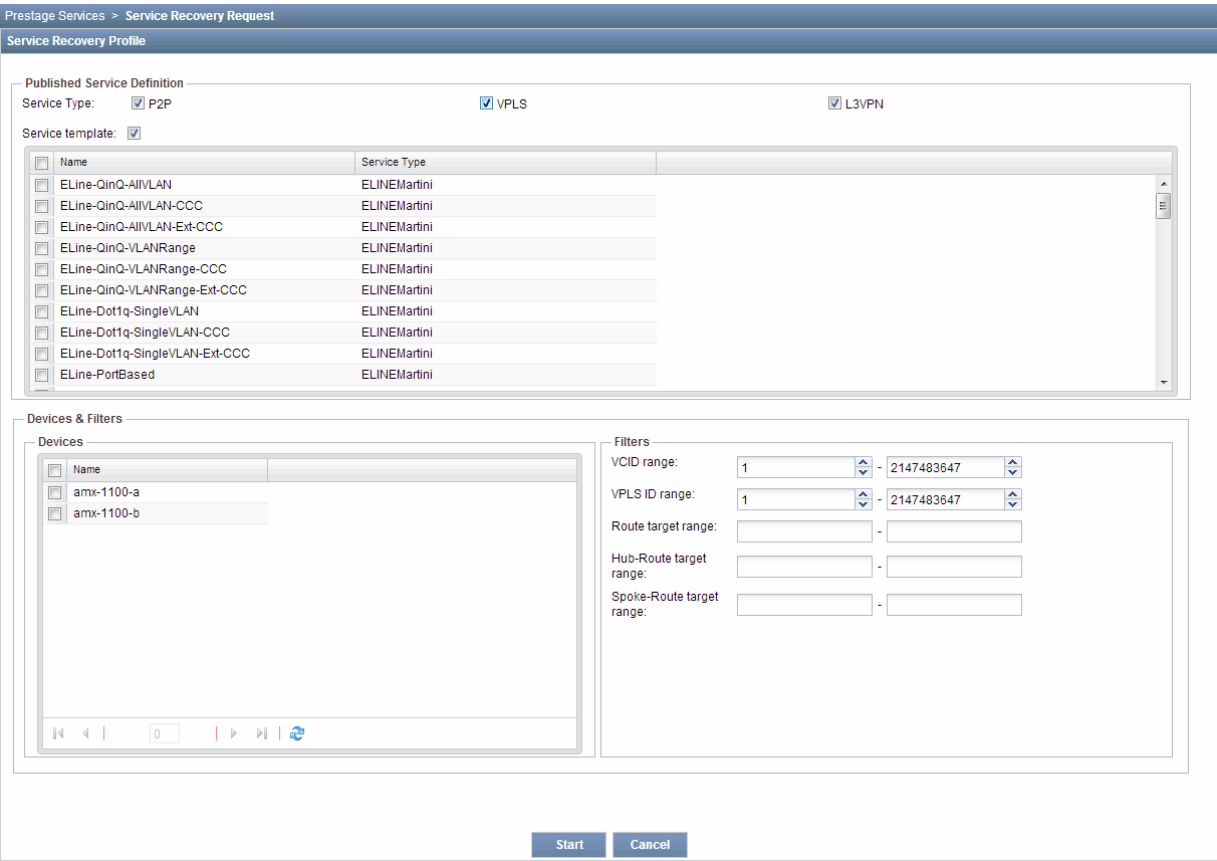 Prestage Services > Service Recovery Request
Service Recovery Profile
Published Service Definition
Service Type: P2P VPLS L3VPN
Service template:
Name Service Type
ELine-QinQ-AllVLAN ELINEMartini
ELine-QinQ-AllVLAN-CCC ELINEMartini
ELine-QinQ-AllVLAN-Ext-CCC ELINEMartini
ELine-QinQ-VLANRange ELINEMartini
ELine-QinQ-VLANRange-CCC ELINEMartini
ELine-QinQ-VLANRange-Ext-CCC ELINEMartini
ELine-Dot1q-SingleVLAN ELINEMartini
ELine-Dot1q-SingleVLAN-CCC ELINEMartini
ELine-Dot1q-SingleVLAN-Ext-CCC ELINEMartini
ELine-PortBased ELINEMartini
Devices & Filters
Devices
Name
amx-1100-a
amx-1100-b
0
Filters
VCID range: 1 - 2147483647
VPLS ID range: 1 - 2147483647
Route target range: -
Hub-Route target
range: -
Spoke-Route target
range: -
Start Cancel